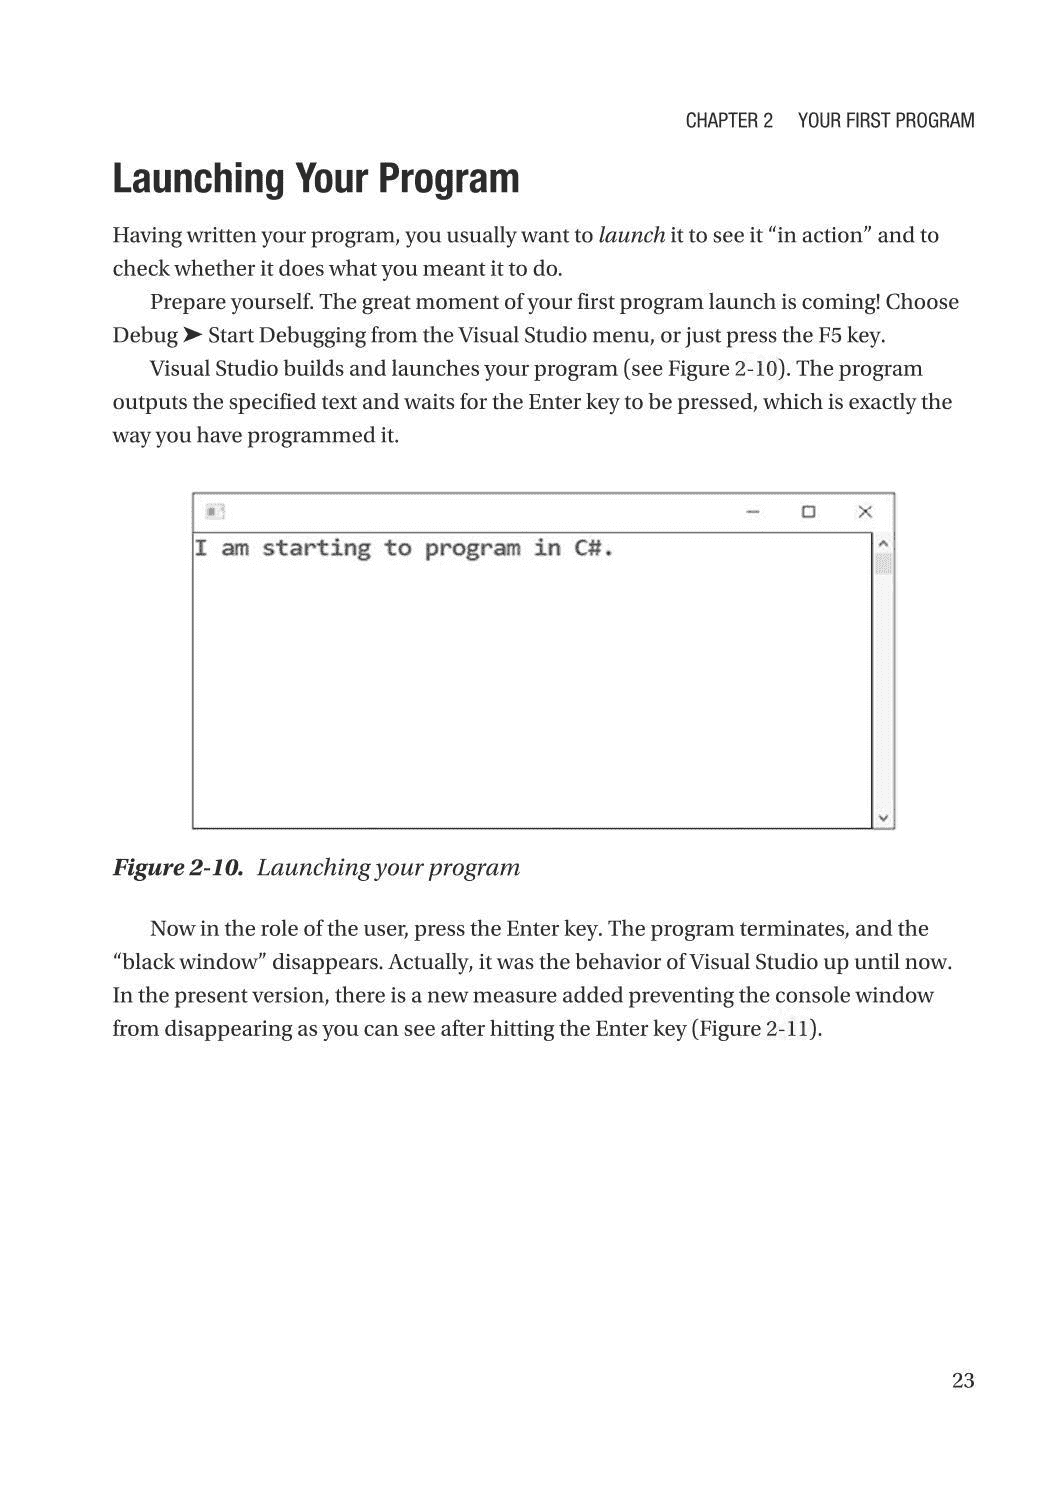 CHAPTER 2 YOUR FIRST PROGRAM
Launching Your Program
Having written your program, you usually want to launch it to see it “in action” and to
check whether it does what you meant it to do.
Prepare yourself. The great moment of your first program launch is coming! Choose
Debug ➤ Start Debugging from the Visual Studio menu, or just press the F5 key.
Visual Studio builds and launches your program (see Figure 2-10). The program
outputs the specified text and waits for the Enter key to be pressed, which is exactly the
way you have programmed it.
I am starting to program in C#.
Figure 2-10. Launching your program
Now in the role of the user, press the Enter key. The program terminates, and the
“black window” disappears. Actually, it was the behavior of Visual Studio up until now.
In the present version, there is a new measure added preventing the console window
from disappearing as you can see after hitting the Enter key (Figure 2-11).
23